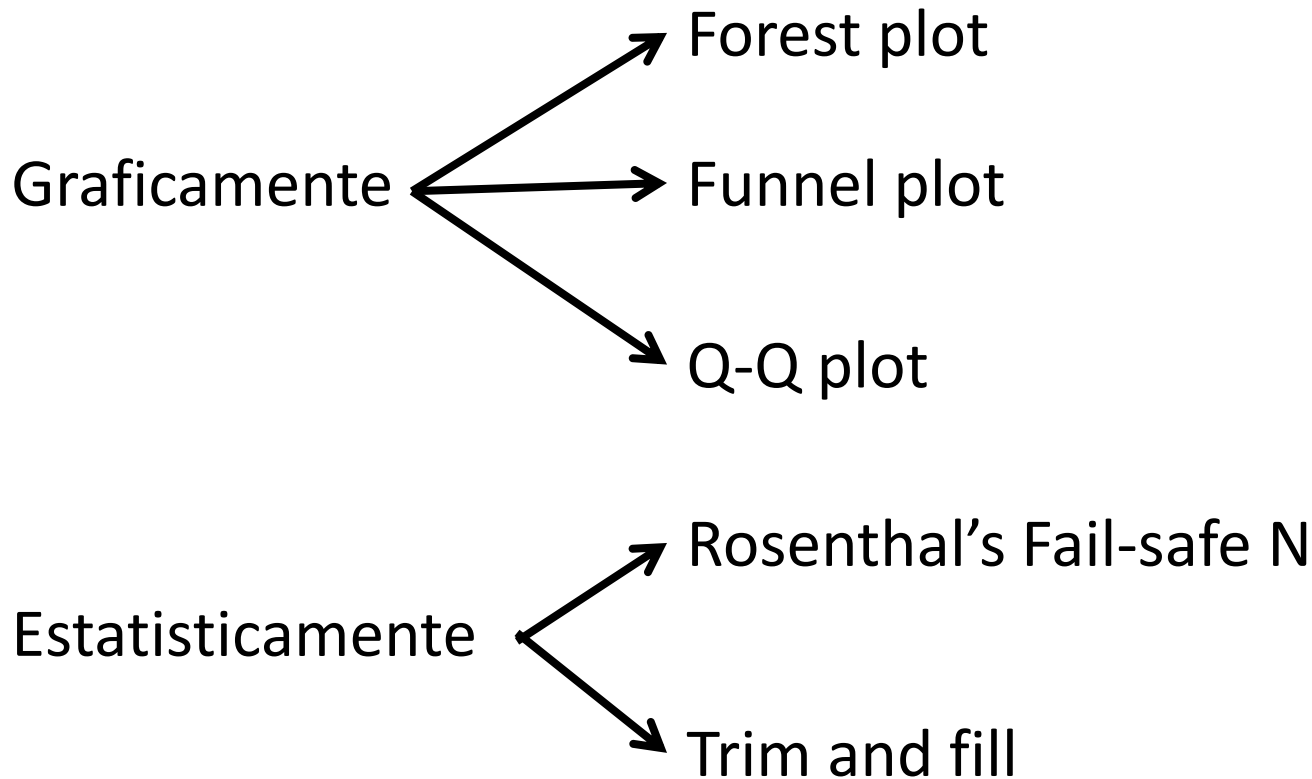 Forest plot
Graficamente
Funnel plot
Q-Q plot
Rosenthal’s Fail-safe N
Estatisticamente
Trim and fill